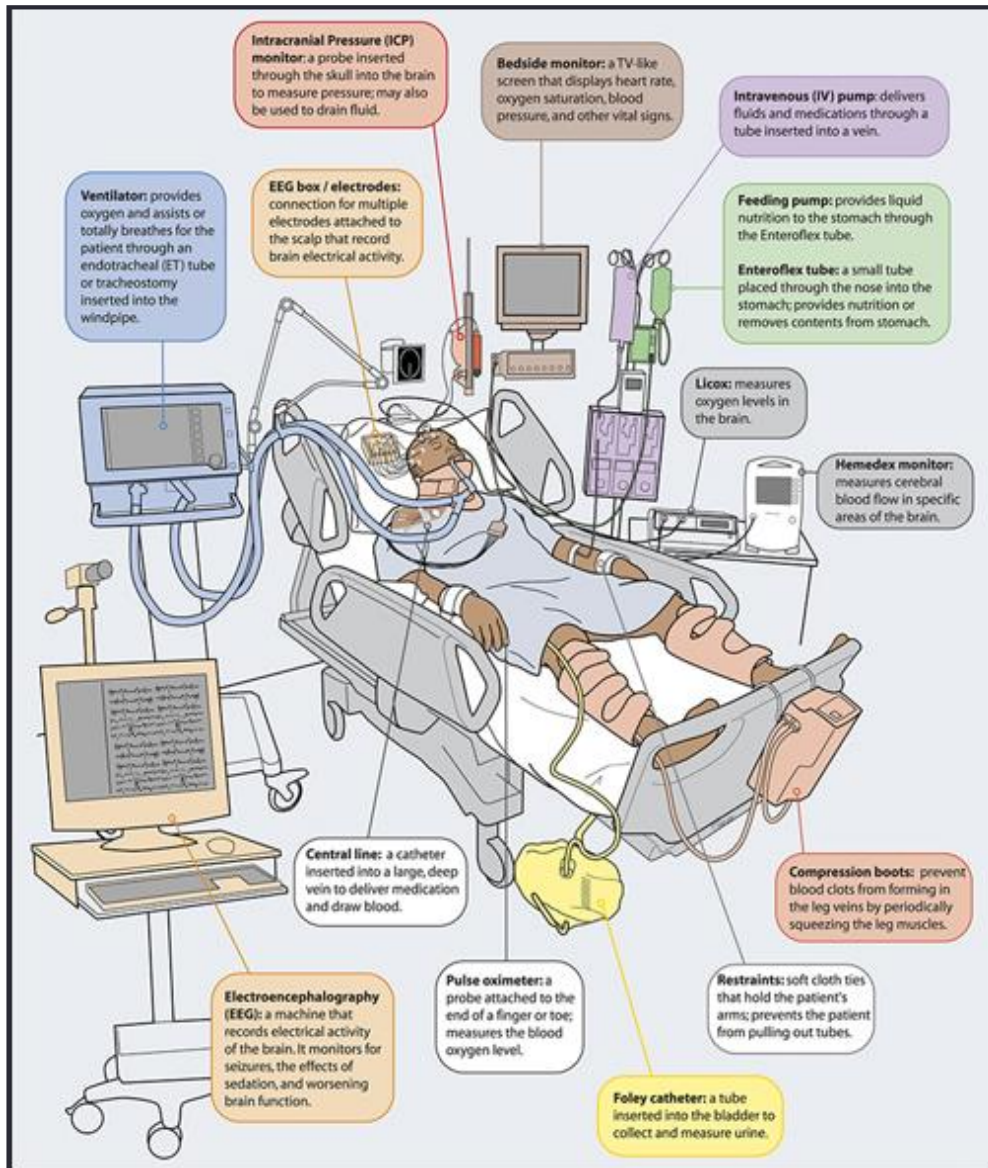 Intracranial Pressure (ICP)
monitor: a probe inserted
through the skull into the brain
to measure pressure; may also
be used to drain fluid.
Bedside monitor: a TV-like
screen that displays heart rate,
oxygen saturation, blood
pressure, and other vital signs.
Intravenous (IV) pump: delivers
fluids and medications through a
tube inserted into a vein.
Ventilator: provides
oxygen and assists or
totally breathes for the
patient through an
endotracheal (ET) tube
or tracheostomy
inserted into the
windpipe.
EEG box / electrodes:
connection for multiple
electrodes attached to
the scalp that record
brain electrical activity.
Feeding pump: provides liquid
nutrition to the stomach through
the Enteroflex tube.
Enteroflex tube: a small tube
placed through the nose into the
stomach; provides nutrition or
removes contents from stomach.
Licox: measures
oxygen levels in
the brain.
Hemedex monitor:
measures cerebral
blood flow in specific
areas of the brain.
Central line: a catheter
inserted into a large, deep
vein to deliver medication
and draw blood.
Compression boots: prevent
blood clots from forming in
the leg veins by periodically
squeezing the leg muscles.
Electroencephalography
(EEG): a machine that
records electrical activity
of the brain. It monitors for
seizures, the effects of
sedation, and worsening
brain function.
Pulse oximeter: a
probe attached to the
end of a finger or toe;
measures the blood
oxygen level.
Restraints: soft cloth ties
that hold the patient's
arms; prevents the patient
from pulling out tubes.
Foley catheter: a tube
inserted into the bladder to
collect and measure urine.